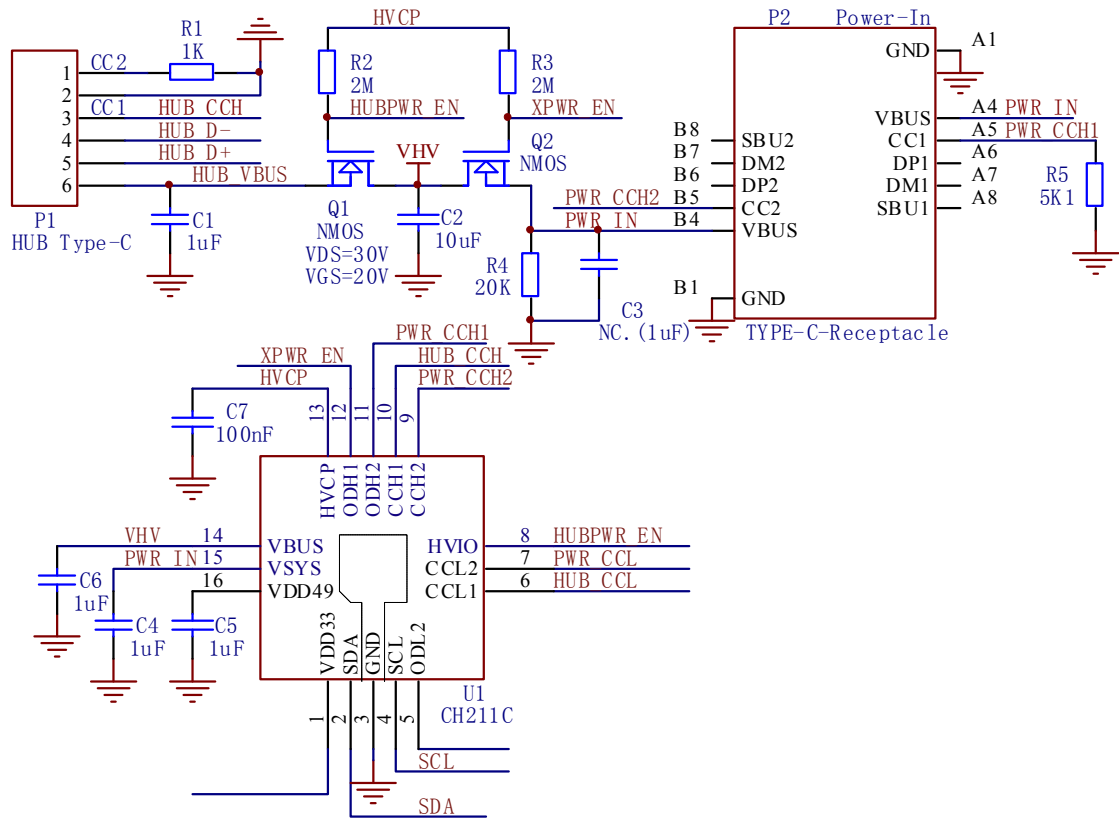 HVCP
P2 Power-In
R1
1K
CC2
1
2
CC1
3
HUB CCH
4
HUB D-
5
HUB D+
6
HUB_VBUS
P1
HUB Type-C
C1
1uF
R2
2M
R3
2M
HUBPWR EN
XPWR EN
Q2
NMOS
VHV
Q1
NMOS
VDS=30V
VGS=20V
C2
10uF
R4
20K
C3
NC.(1uF)
PWR CCH2
PWR IN
B8
SBU2
B7
DM2
B6
DP2
B5
CC2
B4
VBUS
B1
GND
GND
A1
VBUS
A4
PWR IN
CC1
A5
PWR CCH1
DP1
A6
DM1
A7
SBU1
A8
R5
5K1
TYPE-C-Receptacle
PWR CCH1
XPWR EN
HUB CCH
HVCP
PWR CCH2
C7
100nF
13
12
11
10
9
HVCP
ODH1
ODH2
CCH1
CCH2
VHV
14
VBUS
PWR IN
15
VSYS
16
VDD49
HVIO
8
HUBPWR EN
CCL2
7
PWR CCL
CCL1
6
HUB CCL
C6
1uF
C4
1uF
C5
1uF
VDD33
SDA
GND
SCL
ODL2
1
2
3
4
5
U1
CH211C
SCL
SDA